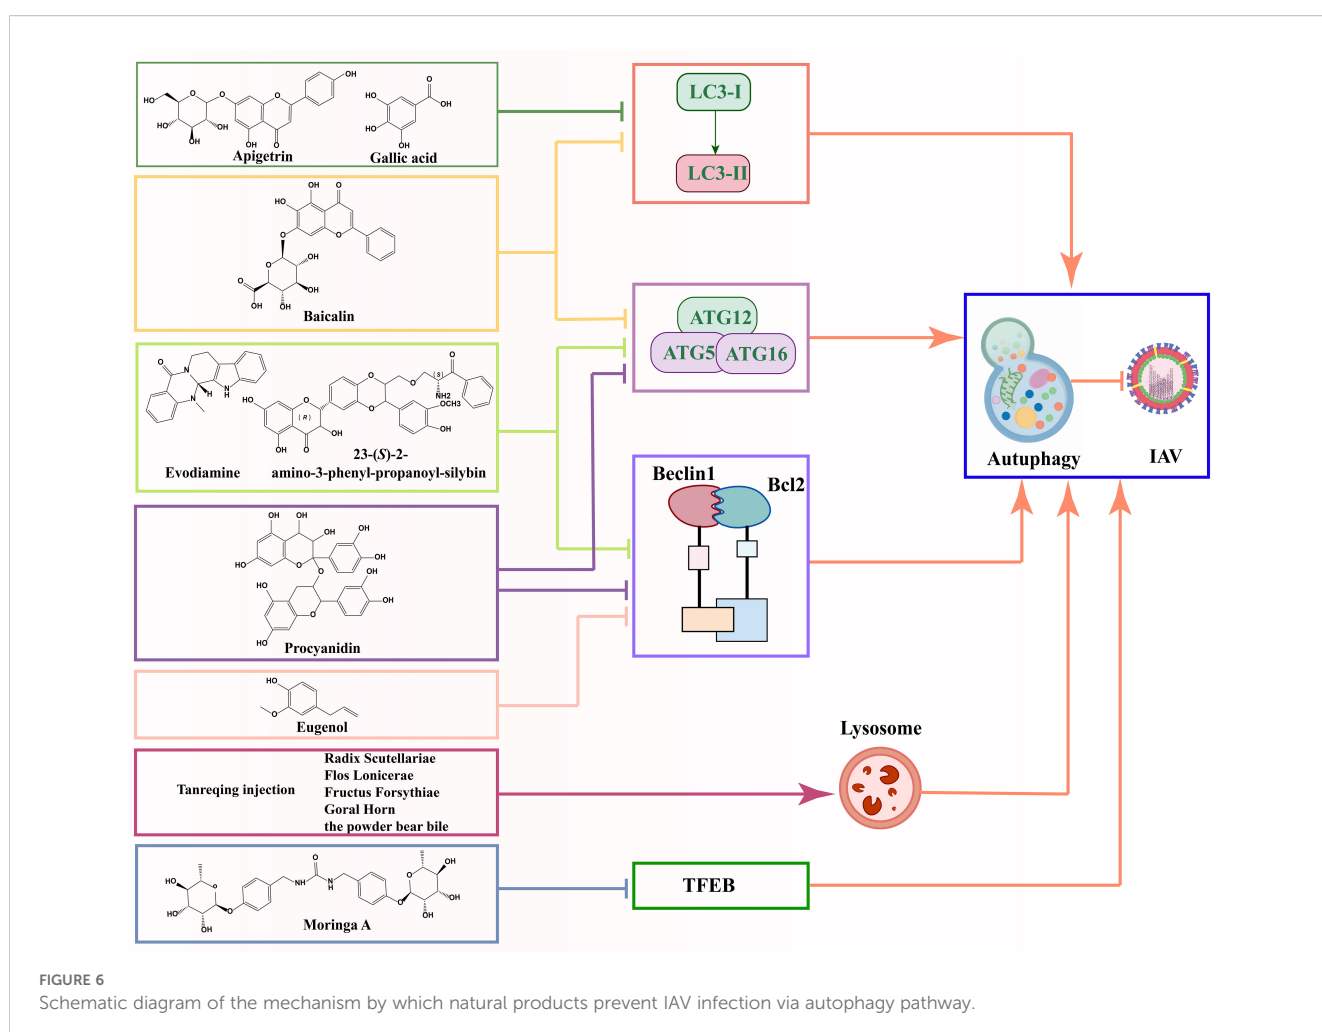 Apigetrin
Gallic acid
LC3-I
LC3-II
Baicalin
ATG12
ATG5
ATG16
Evodiamine
23-(S)-2-
amino-3-phenyl-propanoyl-silybin
Autuphagy
IAV
Beclin1
Bcl2
Procyanidin
Eugenol
Tanreqing injection
Radix Scutellariae
Flos Lonicerae
Fructus Forsythiae
Goral Horn
the powder bear bile
Lysosome
Moringa A
TFEB
FIGURE 6
Schematic diagram of the mechanism by which natural products prevent IAV infection via autophagy pathway.